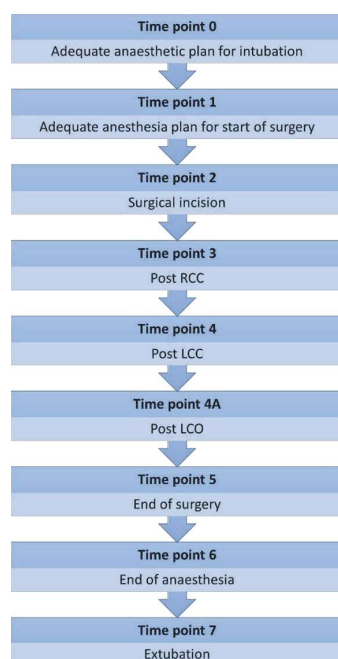 Time point 0
Adequate anaesthetic plan for intubation
Time point 1
Adequate anesthesia plan for start of surgery
Time point 2
Surgical incision
Time point 3
Post RCC
Time point 4
Post LCC
Time point 4A
Post LCO
Time point 5
End of surgery
Time point 6
End of anaesthesia
Time point 7
Extubation